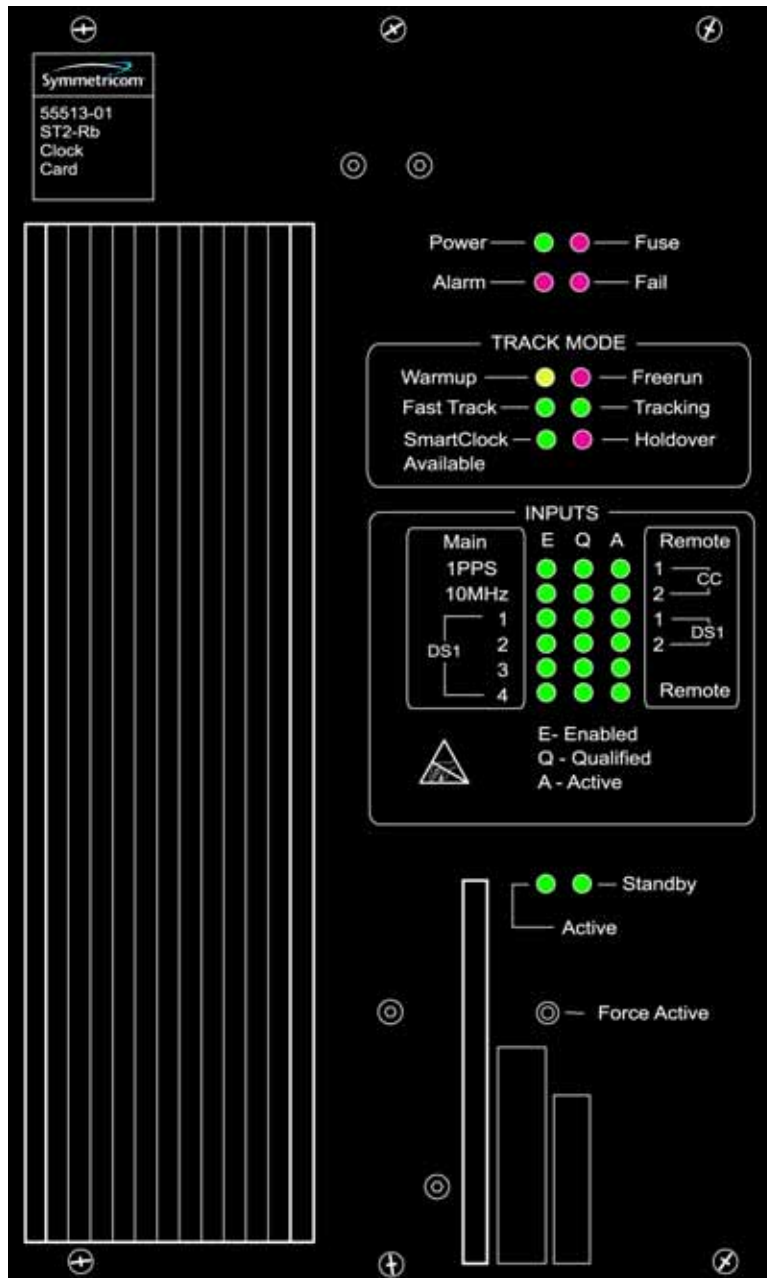 Symmetricom
55513-01
ST2-Rb
Clock
Card
Power
Fuse
Alarm
Fail
TRACK MODE
Warmup
Freerun
Fast Track
Tracking
SmartClock
Available
Holdover
INPUTS
Main E Q A Remote
1PPS 1
CC
10MHz 2
1 1
DS1
2 2
DS1
3
4 Remote
E- Enabled
Q - Qualified
A - Active
Standby
Active
Force Active